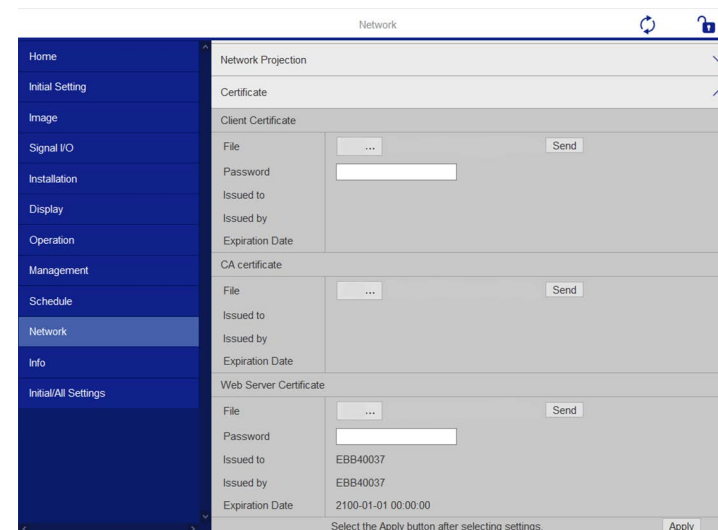 Network
Home
Initial Setting
Image
Signal I/O
Installation
Display
Operation
Management
Schedule
Network
Info
Initial/All Settings
Network Projection
Certificate
Client Certificate
File ... Send
Password
Issued to
Issued by
Expiration Date
CA certificate
File ... Send
Issued to
Issued by
Expiration Date
Web Server Certificate
File ... Send
Password
Issued to EBB40037
Issued by EBB40037
Expiration Date 2100-01-01 00:00:00
Select the Apply button after selecting settings. Apply